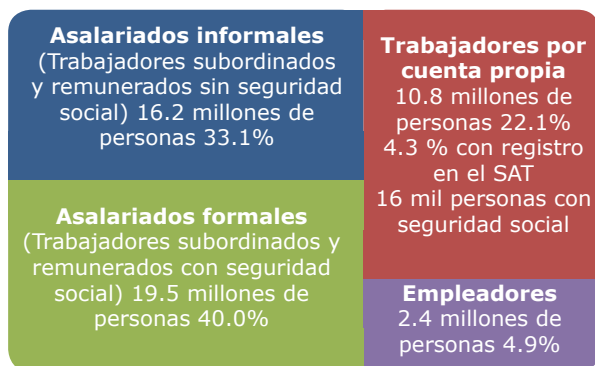 Asalariados informales
(Trabajadores subordinados
y remunerados sin seguridad
social) 16.2 millones de
personas 33.1%
Asalariados formales
(Trabajadores subordinados y
remunerados con seguridad
social) 19.5 millones de
personas 40.0%
Trabajadores por
cuenta propia
10.8 millones de
personas 22.1%
4.3 % con registro
en el SAT
16 mil personas con
seguridad social
Empleadores
2.4 millones de
personas 4.9%